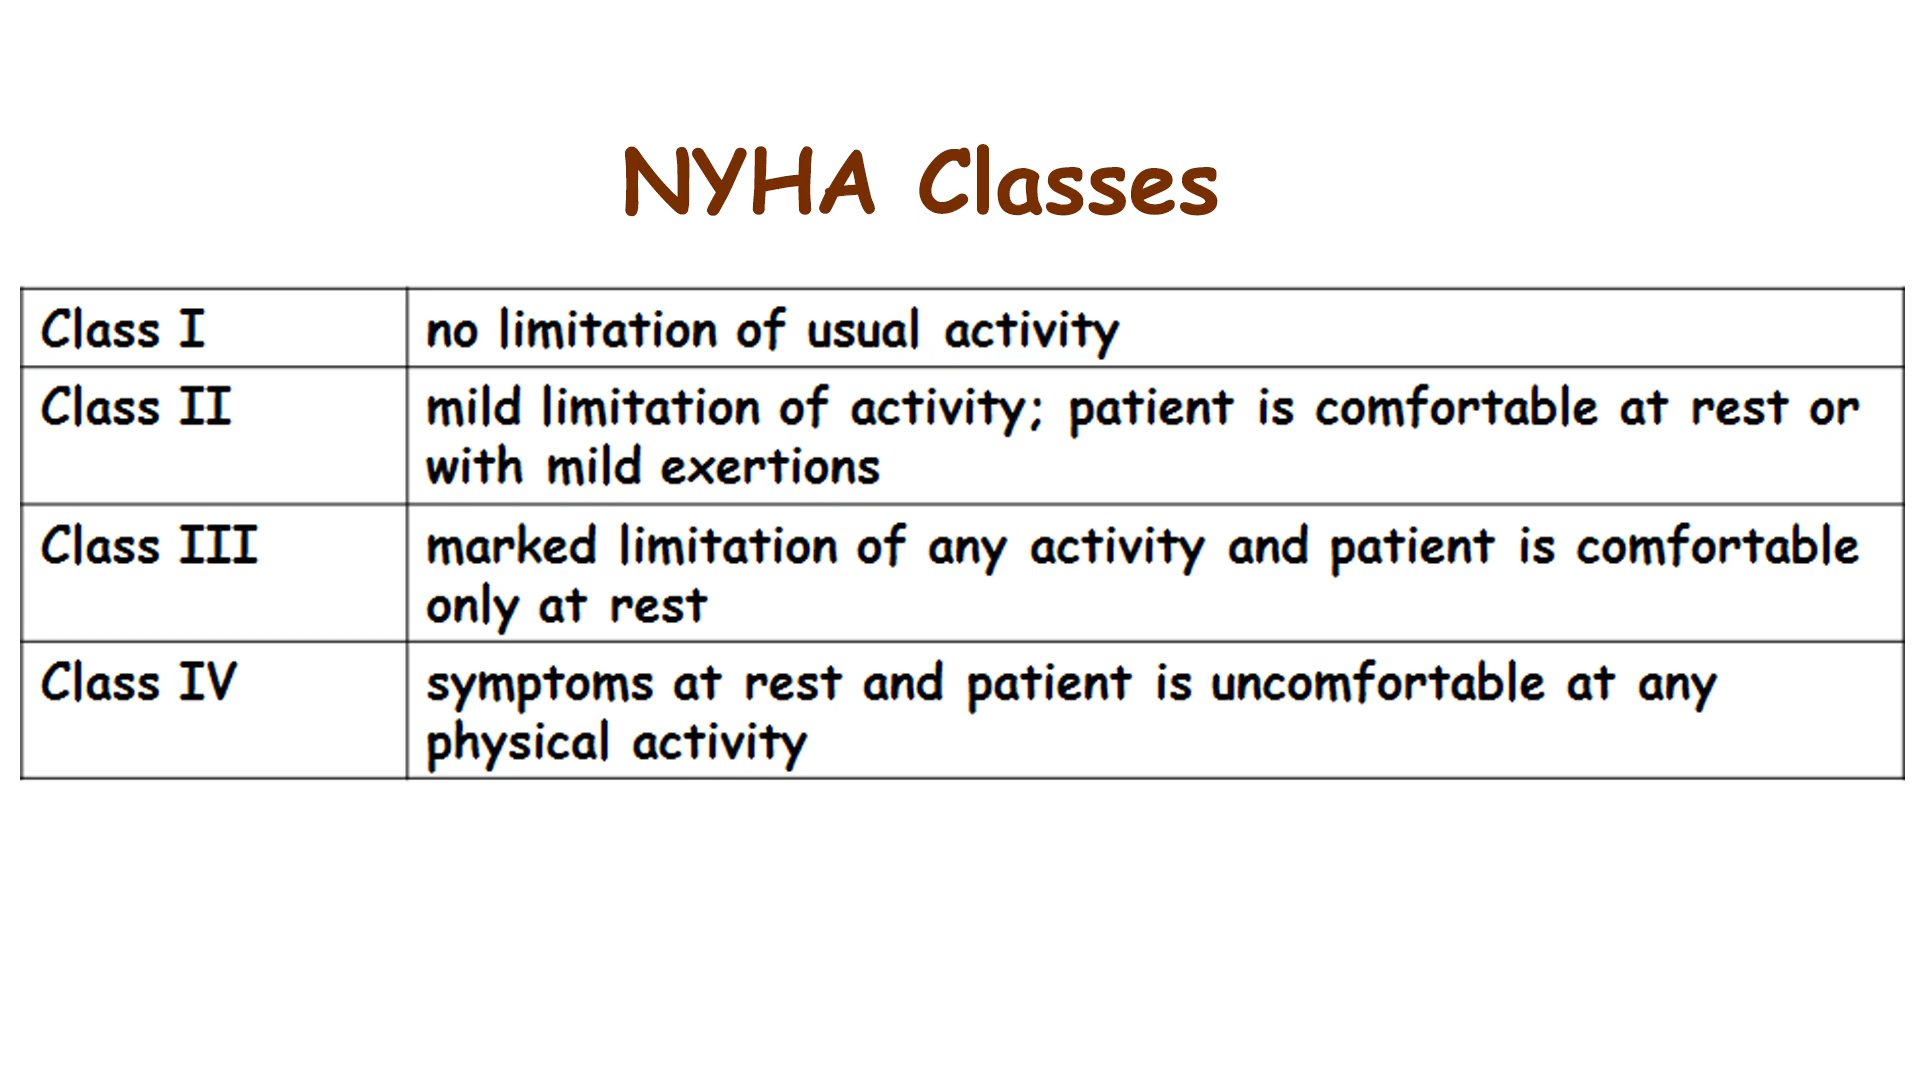 NYHA Classes
Class I
no limitation of usual activity
Class II
mild limitation of activity; patient is comfortable at rest or
with mild exertions
Class III
marked limitation of any activity and patient is comfortable
only at rest
Class IV
symptoms at rest and patient is uncomfortable at any
physical activity